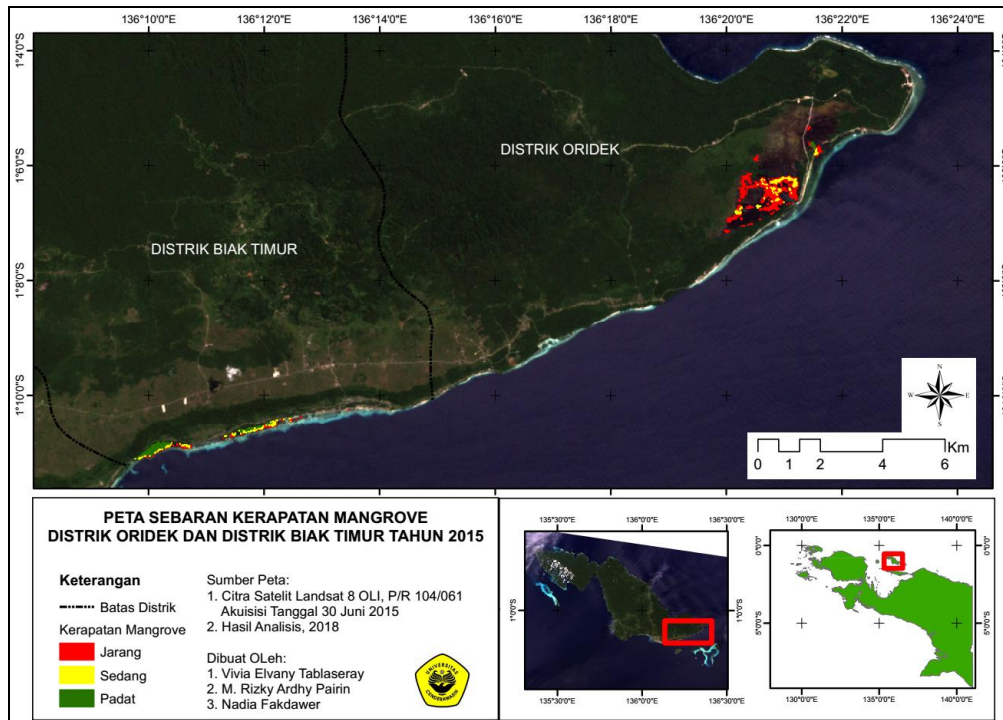 136°10'0"E 136°12'0"E 136°14'0"E 136°16'0"E 136°18'0"E 136°20'0"E 136°22'0"E 136°24'0"E
1°4'0"S
DISTRIK ORIDEK
1°6'0"S
DISTRIK BIAK TIMUR
1°8'0"S
1°10'0"S
N
W E
S
Km
0 1 2 4 6
PETA SEBARAN KERAPATAN MANGROVE
DISTRIK ORIDEK DAN DISTRIK BIAK TIMUR TAHUN 2015
Keterangan
Batas Distrik
Kerapatan Mangrove
Jarang
Sedang
Padat
Sumber Peta:
1. Citra Satelit Landsat 8 OLI, P/R 104/061
Akuisisi Tanggal 30 Juni 2015
2. Hasil Analisis, 2018
Dibuat OLeh:
1. Vivia Elvany Tablaseray
2. M. Rizky Ardhy Pairin
3. Nadia Fakdawer
UNIVERSITAS
CENDERAWASIH
135°30'0"E 136°0'0"E 136°30'0"E
1°0'0"S
135°30'0"E 136°0'0"E 136°30'0"E
130°0'0"E 135°0'0"E 140°0'0"E
0°0'0"
5°0'0"S
130°0'0"E 135°0'0"E 140°0'0"E